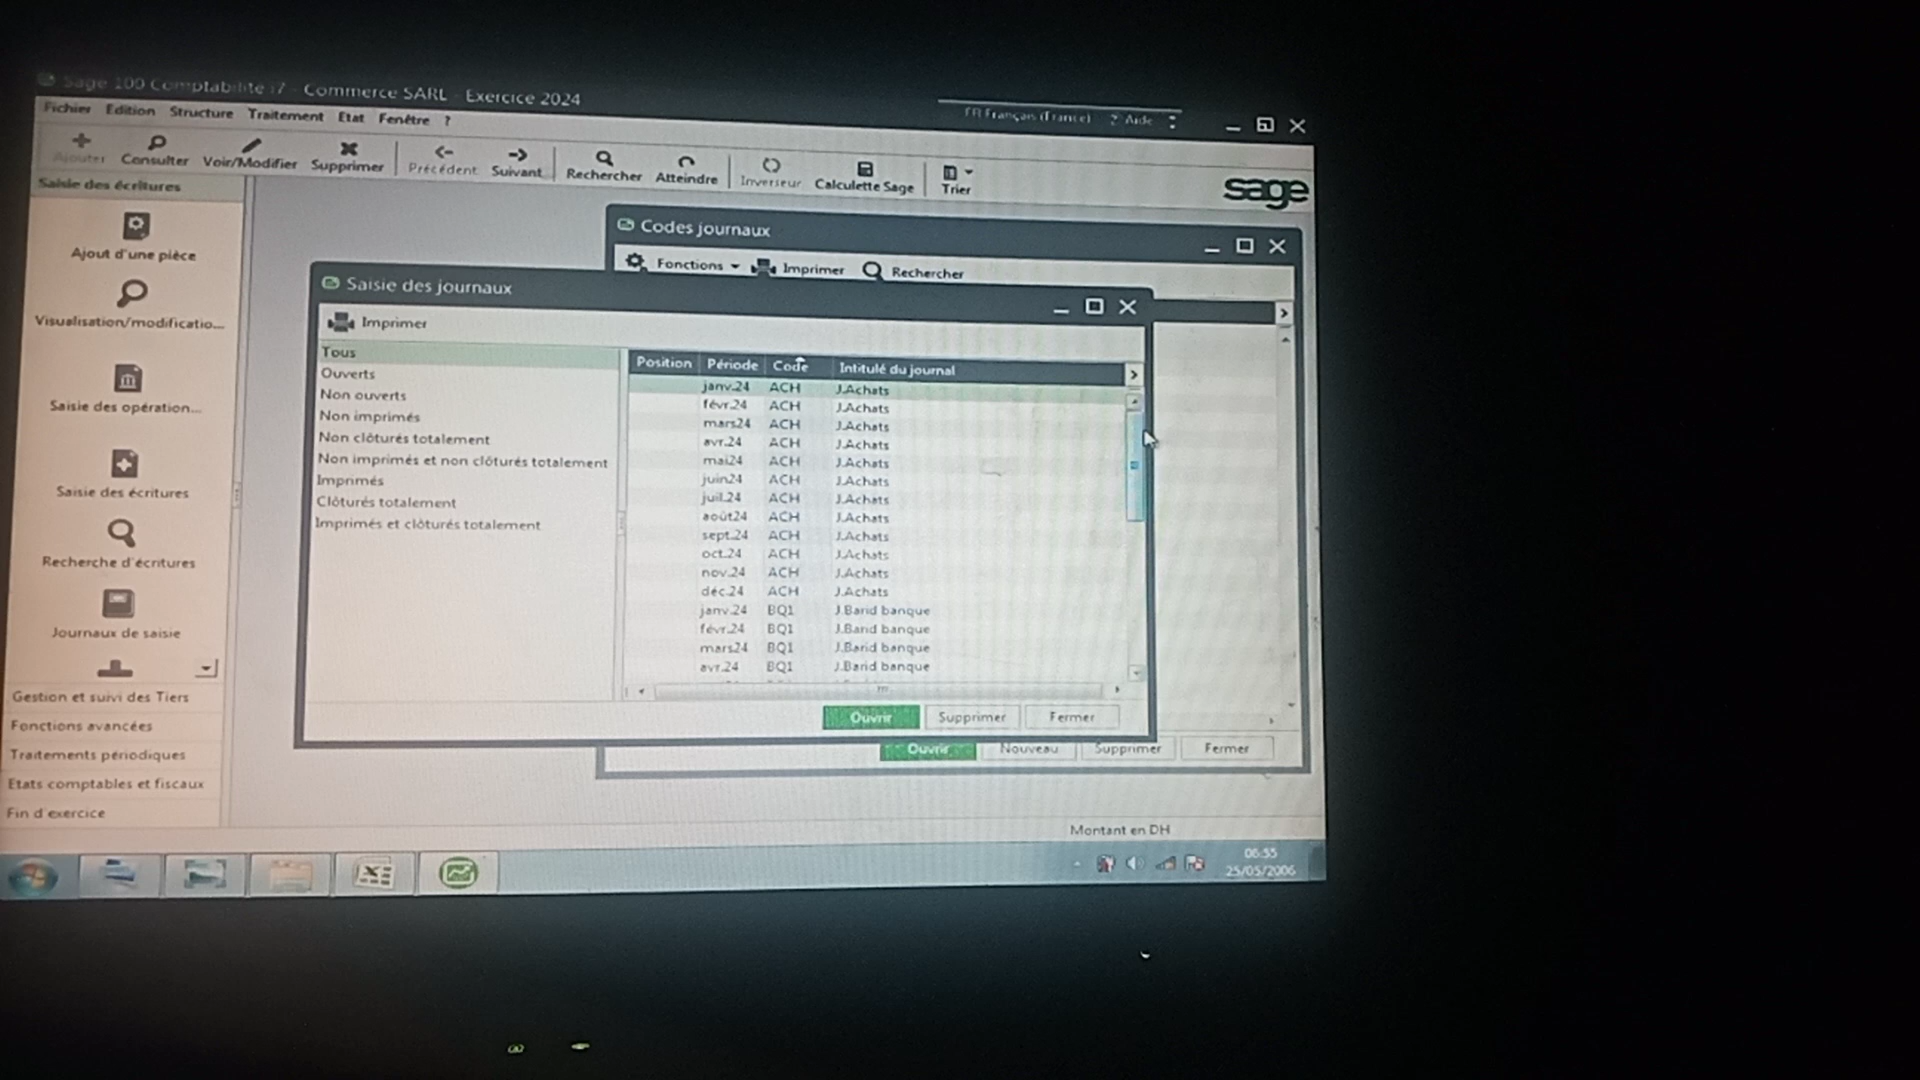 Sage 100 Comptabilité i7 - Commerce SARL - Exercice 2024
Fichier Edition Structure Traitement Etat Fenêtre ?
FR Français (France) ? Aide
Ajouter Consulter Voir/Modifier Supprimer Précédent Suivant Rechercher Atteindre Inverseur Calculette Sage Trier
sage
Saisie des écritures
Ajout d'une pièce
Visualisation/modificatio...
Saisie des opération...
Saisie des écritures
Recherche d'écritures
Journaux de saisie
Gestion et suivi des Tiers
Fonctions avancées
Traitements périodiques
Etats comptables et fiscaux
Fin d'exercice
Codes journaux
Fonctions Imprimer Rechercher
Saisie des journaux
Imprimer
Tous
Ouverts
Non ouverts
Non imprimés
Non clôturés totalement
Non imprimés et non clôturés totalement
Imprimés
Clôturés totalement
Imprimés et clôturés totalement
Position Période Code Intitulé du journal
janv.24 ACH J.Achats
févr.24 ACH J.Achats
mars24 ACH J.Achats
avr.24 ACH J.Achats
mai24 ACH J.Achats
juin24 ACH J.Achats
juil.24 ACH J.Achats
août24 ACH J.Achats
sept.24 ACH J.Achats
oct.24 ACH J.Achats
nov.24 ACH J.Achats
déc.24 ACH J.Achats
janv.24 BQ1 J.Barid banque
févr.24 BQ1 J.Barid banque
mars24 BQ1 J.Barid banque
avr.24 BQ1 J.Barid banque
Ouvrir Supprimer Fermer
Ouvrir Nouveau Supprimer Fermer
Montant en DH
06:55
25/05/2006